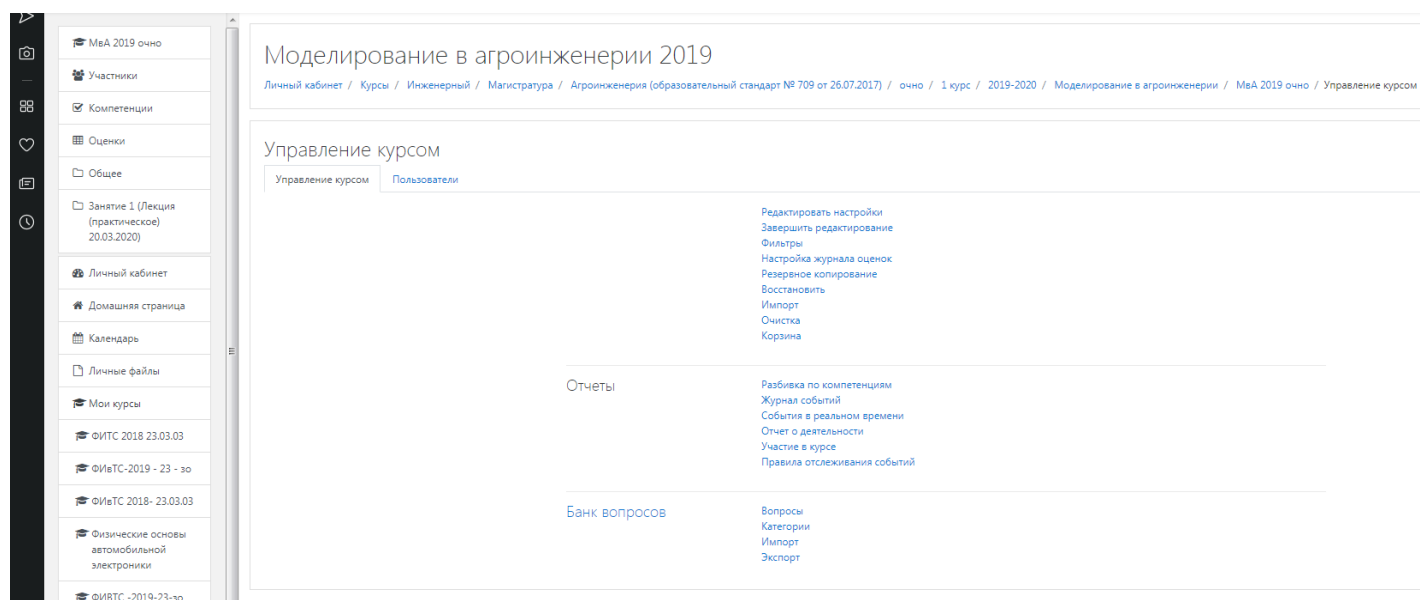 МвА 2019 очно
Участники
Компетенции
Оценки
Общее
Занятие 1 (Лекция
(практическое)
20.03.2020)
Личный кабинет
Домашняя страница
Календарь
Личные файлы
Мои курсы
ФИТС 2018 23.03.03
ФИвТС-2019 - 23 - зо
ФИвТС 2018- 23.03.03
Физические основы
автомобильной
электроники
ФИВТС -2019-23-зо
Моделирование в агроинженерии 2019
Личный кабинет / Курсы / Инженерный / Магистратура / Агроинженерия (образовательный стандарт № 709 от 26.07.2017) / очно / 1 курс / 2019-2020 / Моделирование в агроинженерии / МвА 2019 очно / Управление курсом
Управление курсом
Управление курсом Пользователи
Редактировать настройки
Завершить редактирование
Фильтры
Настройка журнала оценок
Резервное копирование
Восстановить
Импорт
Очистка
Корзина
Отчеты
Разбивка по компетенциям
Журнал событий
События в реальном времени
Отчет о деятельности
Участие в курсе
Правила отслеживания событий
Банк вопросов
Вопросы
Категории
Импорт
Экспорт